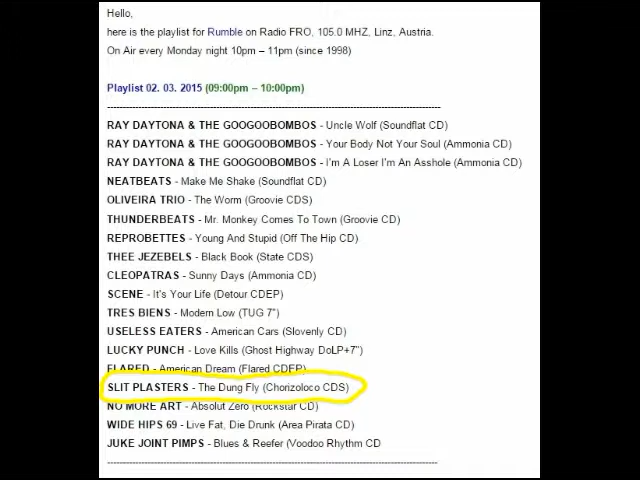 Hello,
here is the playlist for Rumble on Radio FRO, 105.0 MHZ, Linz, Austria.
On Air every Monday night 10pm – 11pm (since 1998)
Playlist 02. 03. 2015 (09:00pm – 10:00pm)
--------------------------------------------------------------------------------
RAY DAYTONA & THE GOOGOOBOMBOS - Uncle Wolf (Soundflat CD)
RAY DAYTONA & THE GOOGOOBOMBOS - Your Body Not Your Soul (Ammonia CD)
RAY DAYTONA & THE GOOGOOBOMBOS - I'm A Loser I'm An Asshole (Ammonia CD)
NEATBEATS - Make Me Shake (Soundflat CD)
OLIVEIRA TRIO - The Worm (Groovie CDS)
THUNDERBEATS - Mr. Monkey Comes To Town (Groovie CD)
REPROBETTES - Young And Stupid (Off The Hip CD)
THEE JEZEBELS - Black Book (State CDS)
CLEOPATRAS - Sunny Days (Ammonia CD)
SCENE - It's Your Life (Detour CDEP)
TRES BIENS - Modern Low (TUG 7")
USELESS EATERS - American Cars (Slovenly CD)
LUCKY PUNCH - Love Kills (Ghost Highway DoLP+7")
FLARED - American Dream (Flared CDEP)
SLIT PLASTERS - The Dung Fly (Chorizoloco CDS)
NO MORE ART - Absolut Zero (Rockstar CD)
WIDE HIPS 69 - Live Fat, Die Drunk (Area Pirata CD)
JUKE JOINT PIMPS - Blues & Reefer (Voodoo Rhythm CD
--------------------------------------------------------------------------------